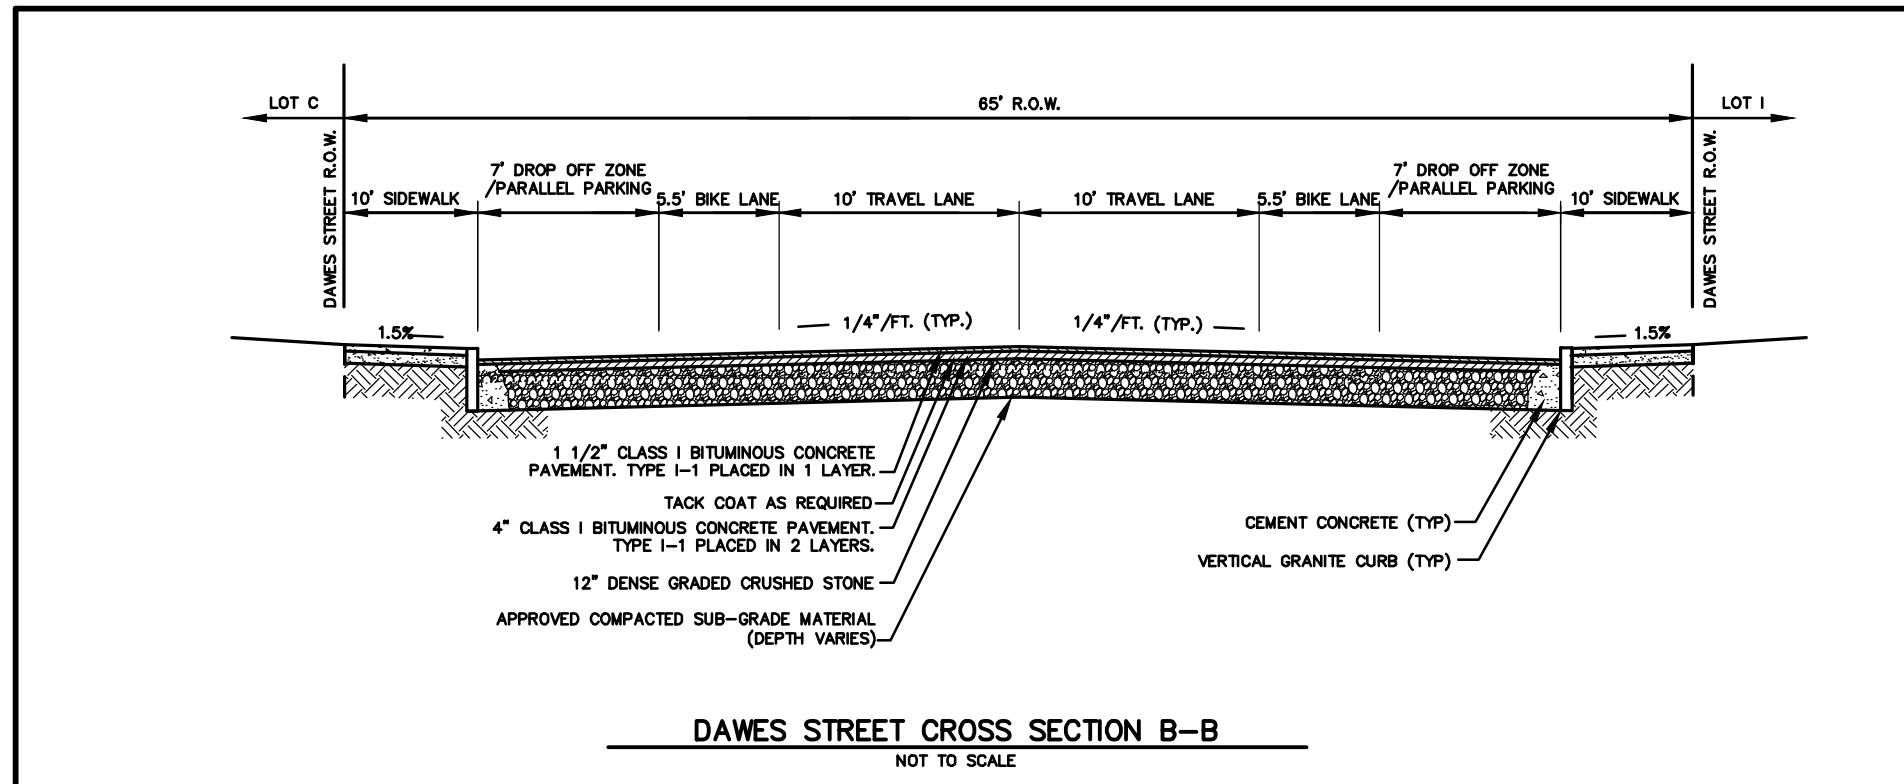 LOT C
65' R.O.W.
LOT I
DAWES STREET R.O.W.
DAWES STREET R.O.W.
10' SIDEWALK
7' DROP OFF ZONE
/PARALLEL PARKING
5.5' BIKE LANE
10' TRAVEL LANE
10' TRAVEL LANE
5.5' BIKE LANE
7' DROP OFF ZONE
/PARALLEL PARKING
10' SIDEWALK
1.5%
1/4"/FT. (TYP.)
1/4"/FT. (TYP.)
1.5%
1 1/2" CLASS I BITUMINOUS CONCRETE
PAVEMENT. TYPE I-1 PLACED IN 1 LAYER.
TACK COAT AS REQUIRED
4" CLASS I BITUMINOUS CONCRETE PAVEMENT.
TYPE I-1 PLACED IN 2 LAYERS.
12" DENSE GRADED CRUSHED STONE
APPROVED COMPACTED SUB-GRADE MATERIAL
(DEPTH VARIES)
CEMENT CONCRETE (TYP)
VERTICAL GRANITE CURB (TYP)
DAWES STREET CROSS SECTION B-B
NOT TO SCALE